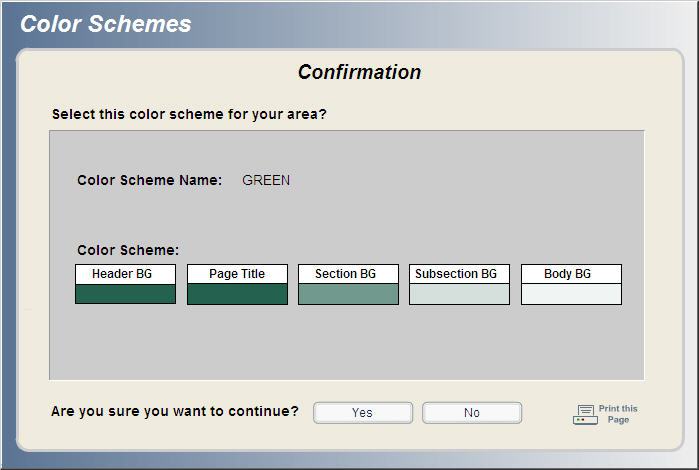 Color Schemes
Confirmation
Select this color scheme for your area?
Color Scheme Name: GREEN
Color Scheme:
Header BG Page Title Section BG Subsection BG Body BG
Are you sure you want to continue? Yes No Print this
Page